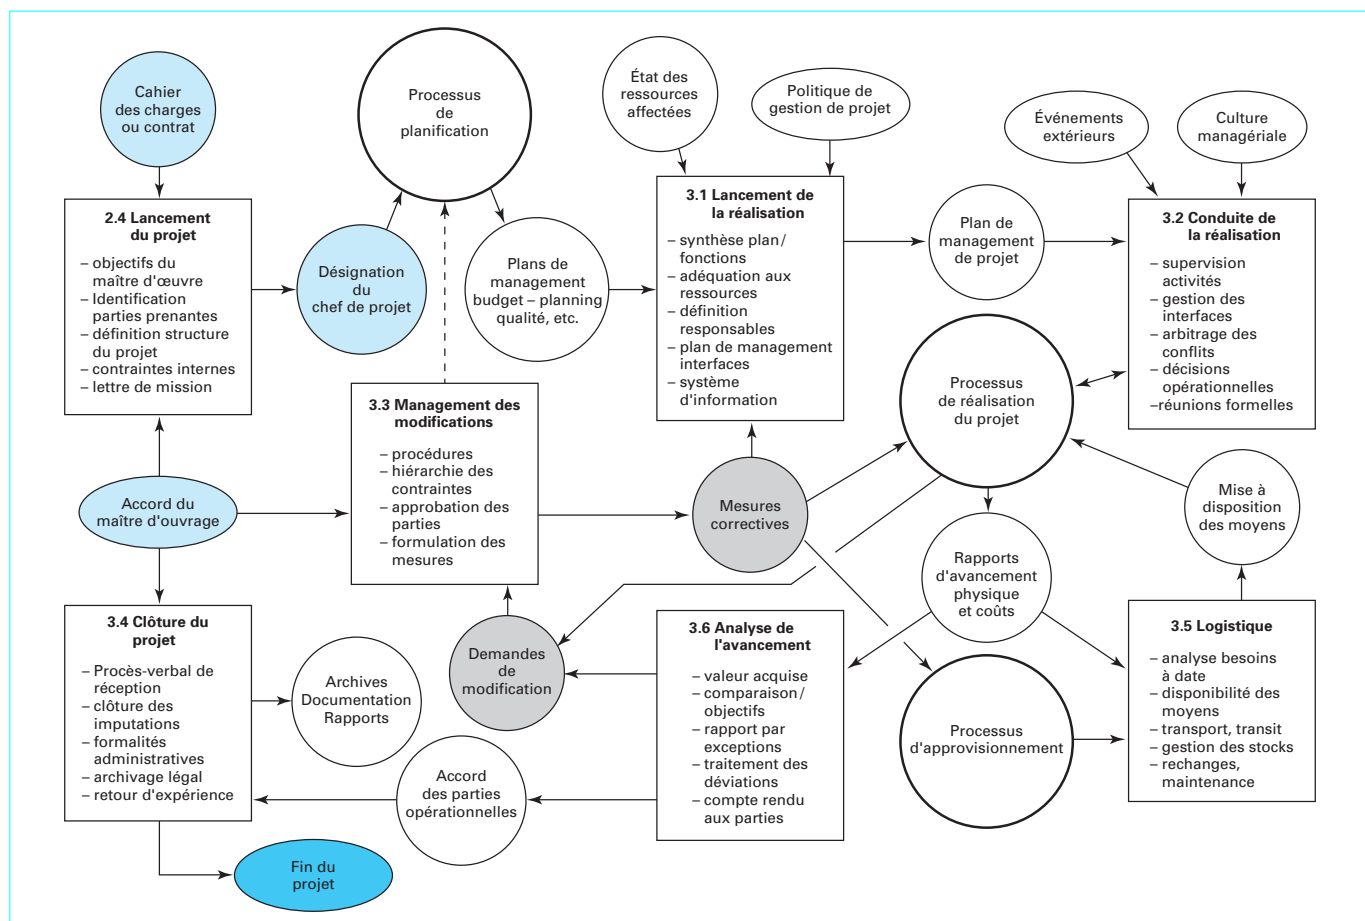 Cahier
des charges
ou contrat
Processus
de
planification
État des
ressources
affectées
Politique de
gestion de projet
Événements
extérieurs
Culture
managériale
2.4 Lancement
du projet
– objectifs du
maître d'œuvre
– Identification
parties prenantes
– définition structure
du projet
– contraintes internes
– lettre de mission
Désignation
du
chef de projet
Plans de
management
budget – planning
qualité, etc.
3.1 Lancement de
la réalisation
– synthèse plan/
fonctions
– adéquation aux
ressources
– définition
responsables
– plan de management
interfaces
– système
d'information
Plan de
management
de projet
3.2 Conduite de
la réalisation
– supervision
activités
– gestion des
interfaces
– arbitrage des
conflits
– décisions
opérationnelles
–réunions formelles
Processus
de réalisation
du projet
3.3 Management des
modifications
– procédures
– hiérarchie des
contraintes
– approbation des
parties
– formulation des
mesures
Accord du
maître d'ouvrage
Mesures
correctives
Mise à
disposition
des moyens
Rapports
d'avancement
physique
et coûts
3.4 Clôture du
projet
– Procès-verbal de
réception
– clôture des
imputations
– formalités
administratives
– archivage légal
– retour d'expérience
Archives
Documentation
Rapports
Demandes
de
modification
3.6 Analyse de
l'avancement
– valeur acquise
– comparaison/
objectifs
– rapport par
exceptions
– traitement des
déviations
– compte rendu
aux parties
Processus
d'approvisionnement
3.5 Logistique
– analyse besoins
à date
– disponibilité des
moyens
– transport, transit
– gestion des stocks
– rechanges,
maintenance
Accord
des parties
opérationnelles
Fin du
projet